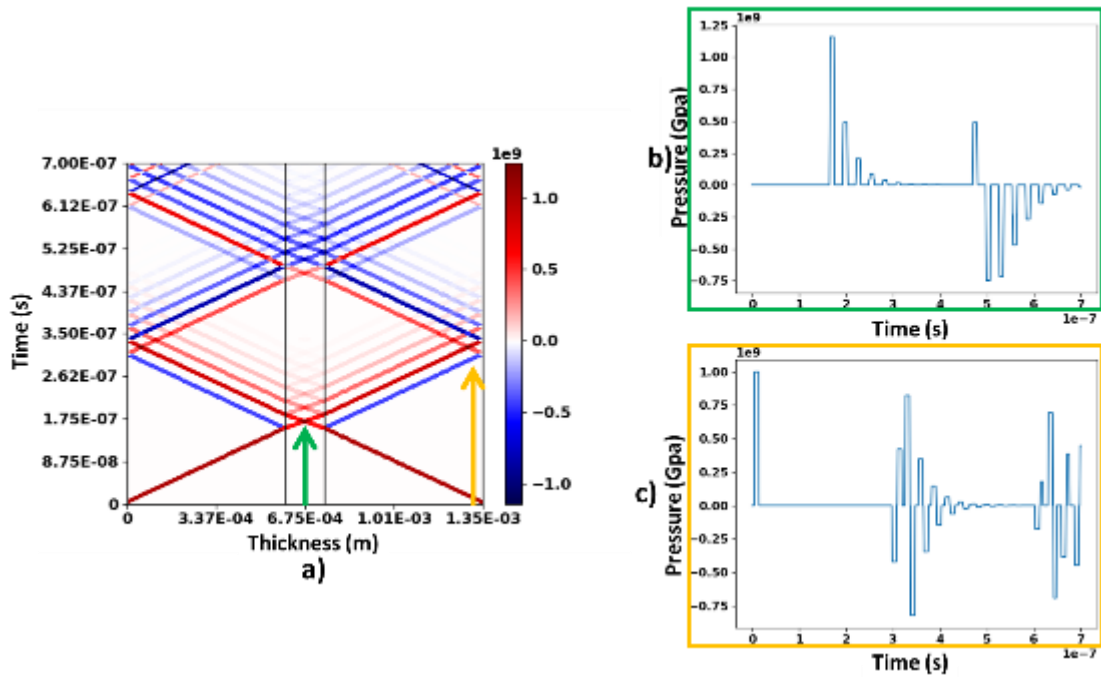 1e9
7.00E-07
6.12E-07
5.25E-07
4.37E-07
3.50E-07
2.62E-07
1.75E-07
8.75E-08
0
Time (s)
0 3.37E-04 6.75E-04 1.01E-03 1.35E-03
Thickness (m)
1.0
0.5
0.0
−0.5
−1.0
a)
b)
1e9
1.25
1.00
0.75
0.50
0.25
0.00
0.25
−0.50
−0.75
Pressure (Gpa)
0 1 2 3 4 5 6 7
1e−7
Time (s)
c)
1e9
1.00
0.75
0.50
0.25
0.00
−0.25
−0.50
−0.75
Pressure (Gpa)
0 1 2 3 4 5 6 7
1e−7
Time (s)